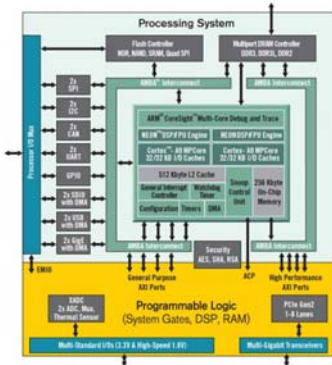 Processing System
Flash Controller
NOR, NAND, SRAM, Quad SPI
Multiport DRAM Controller
DDR3, DDR3L, DDR2
AMBA® Interconnect
AMBA® Interconnect
Processor I/O Mux
2x
SPI
2x
I2C
2x
CAN
2x
UART
GPIO
2x SDIO
with DMA
2x USB
with DMA
2x GigE
with DMA
ARM® CoreSight™ Multi-Core Debug and Trace
NEON™ DSP/FPU Engine
NEON DSP/FPU Engine
Cortex™- A9 MPCore
32/32 KB I/D Caches
Cortex- A9 MPCore
32/32 KB I/D Caches
512 Kbyte L2 Cache
General Interrupt
Controller
Watchdog
Timer
Configuration
Timers
DMA
Snoop
Control
Unit
256 Kbyte
On-Chip
Memory
AMBA® Interconnect
Security
AES, SHA, RSA
AMBA® Interconnect
EMIO
General Purpose
AXI Ports
ACP
High Performance
AXI Ports
Programmable Logic
(System Gates, DSP, RAM)
XADC
2x ADC, Mux,
Thermal Sensor
PCIe Gen2
1-8 Lanes
Multi-Standard I/Os (3.3V & High-Speed 1.8V)
Multi-Gigabit Transceivers